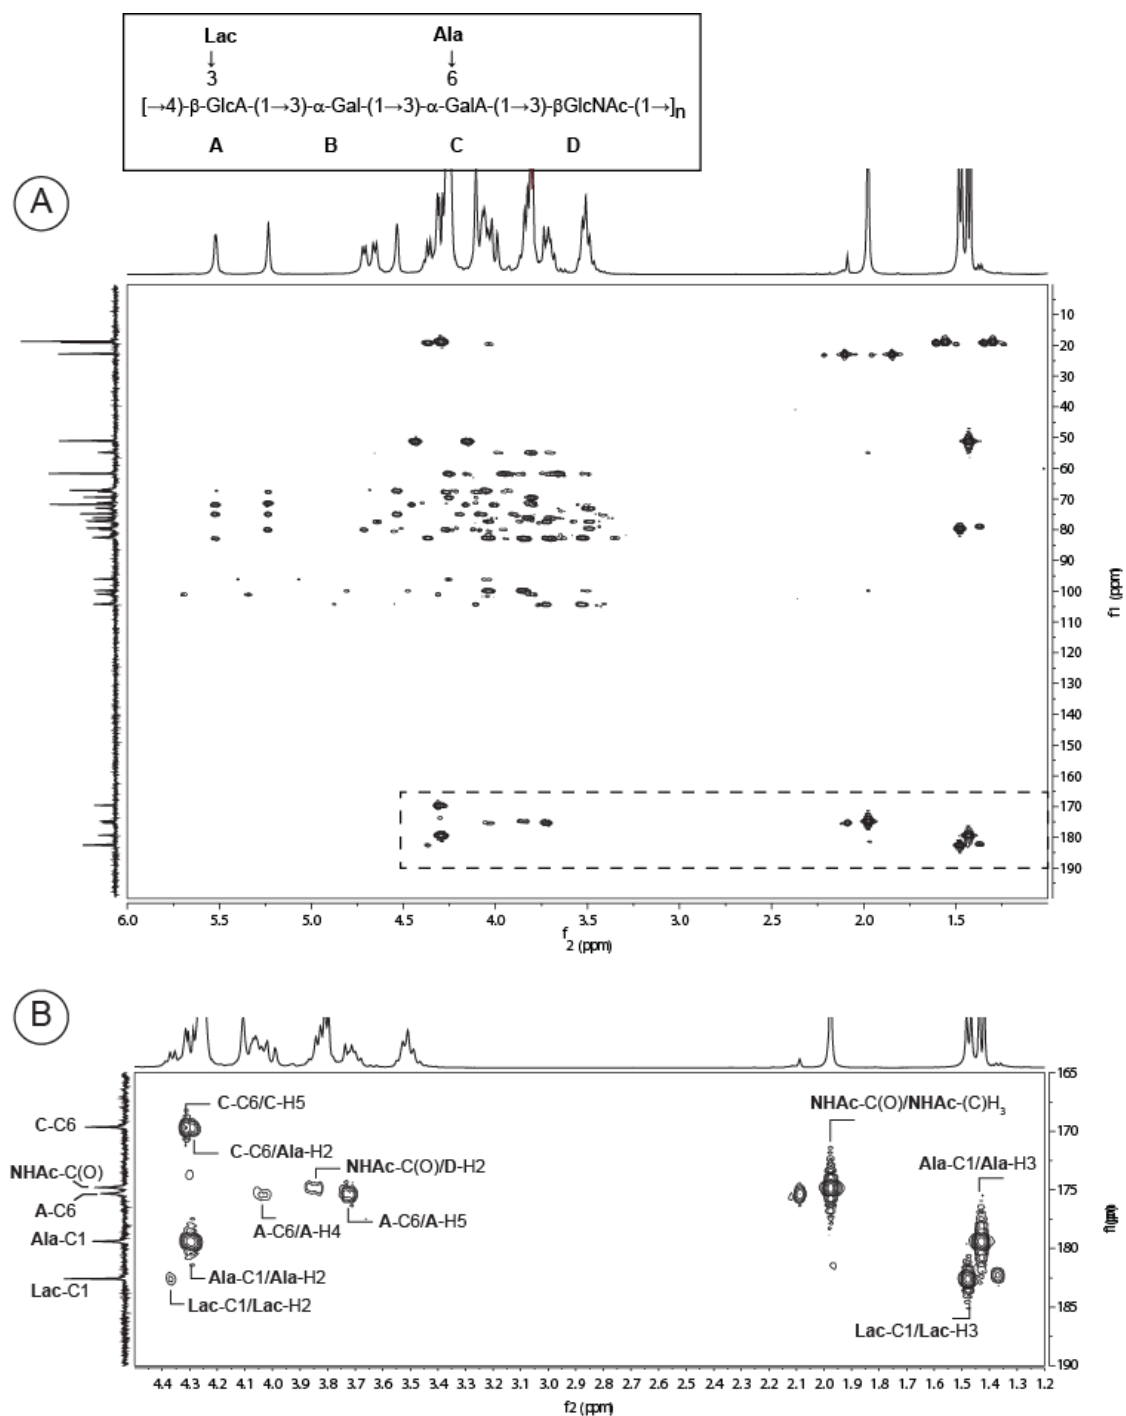 Lac Ala
↓ ↓
3 6
[→4)-β-GlcA-(1→3)-α-Gal-(1→3)-α-GalA-(1→3)-βGlcNAc-(1→]n
A B C D
A
10
20
30
40
50
60
70
80
90
100
110
120
130
140
150
160
170
180
190
f1 (ppm)
6.0 5.5 5.0 4.5 4.0 3.5 3.0 2.5 2.0 1.5
f2 (ppm)
B
165
170
175
180
185
190
C-C6
NHAc-C(O)
A-C6
Ala-C1
Lac-C1
C-C6/C-H5
C-C6/Ala-H2
NHAc-C(O)/D-H2
A-C6/A-H5
A-C6/A-H4
Ala-C1/Ala-H2
Lac-C1/Lac-H2
NHAc-C(O)/NHAc-(C)H3
Ala-C1/Ala-H3
Lac-C1/Lac-H3
4.4 4.3 4.2 4.1 4.0 3.9 3.8 3.7 3.6 3.5 3.4 3.3 3.2 3.1 3.0 2.9 2.8 2.7 2.6 2.5 2.4 2.3 2.2 2.1 2.0 1.9 1.8 1.7 1.6 1.5 1.4 1.3 1.2
f2 (ppm)